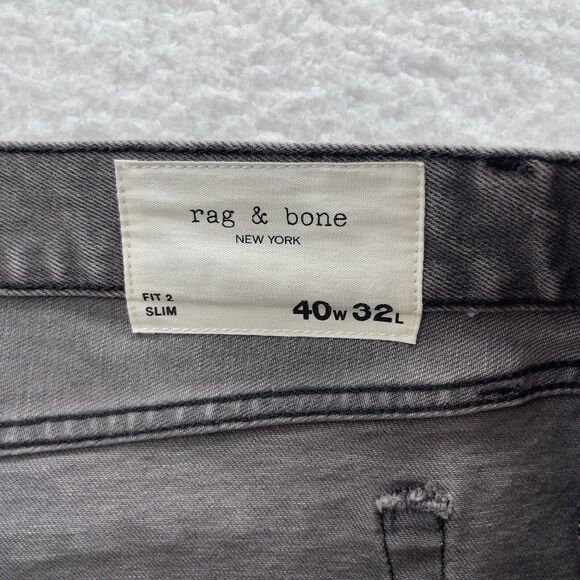 rag & bone
NEW YORK
FIT 2
SLIM
40W 32L